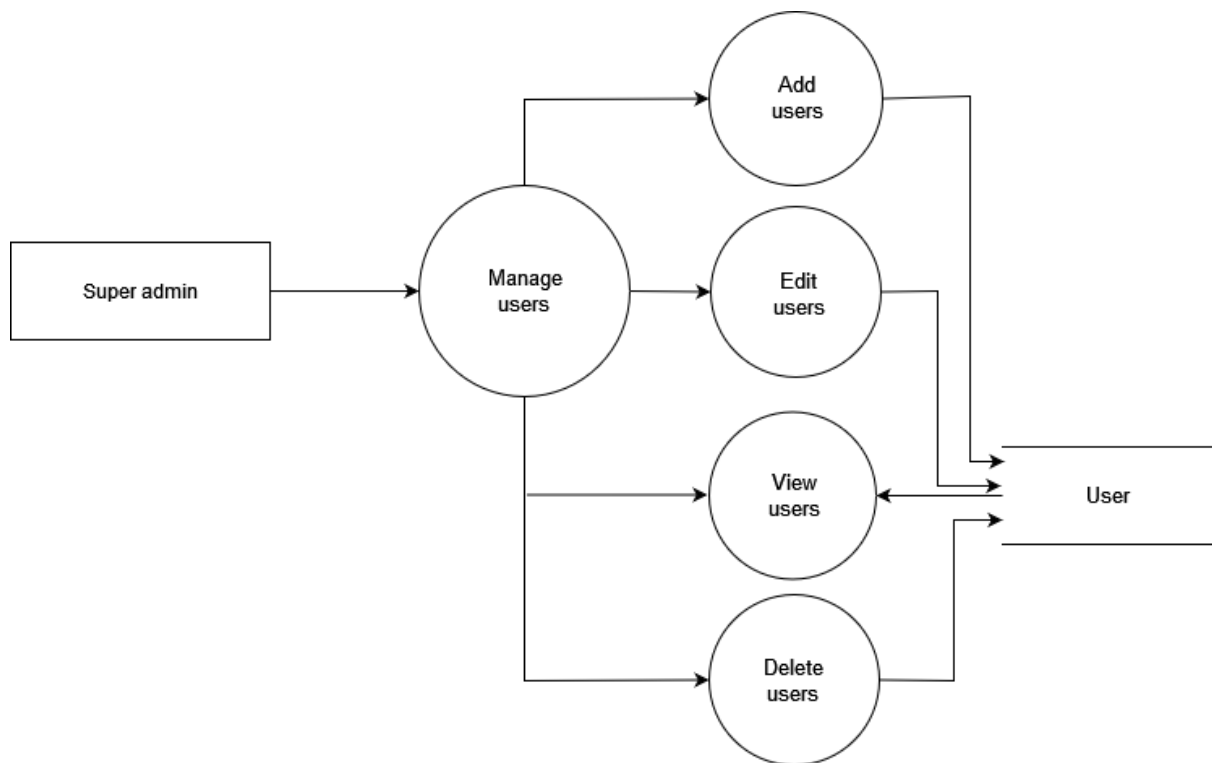 Add
users
Super admin
Manage
users
Edit
users
View
users
User
Delete
users